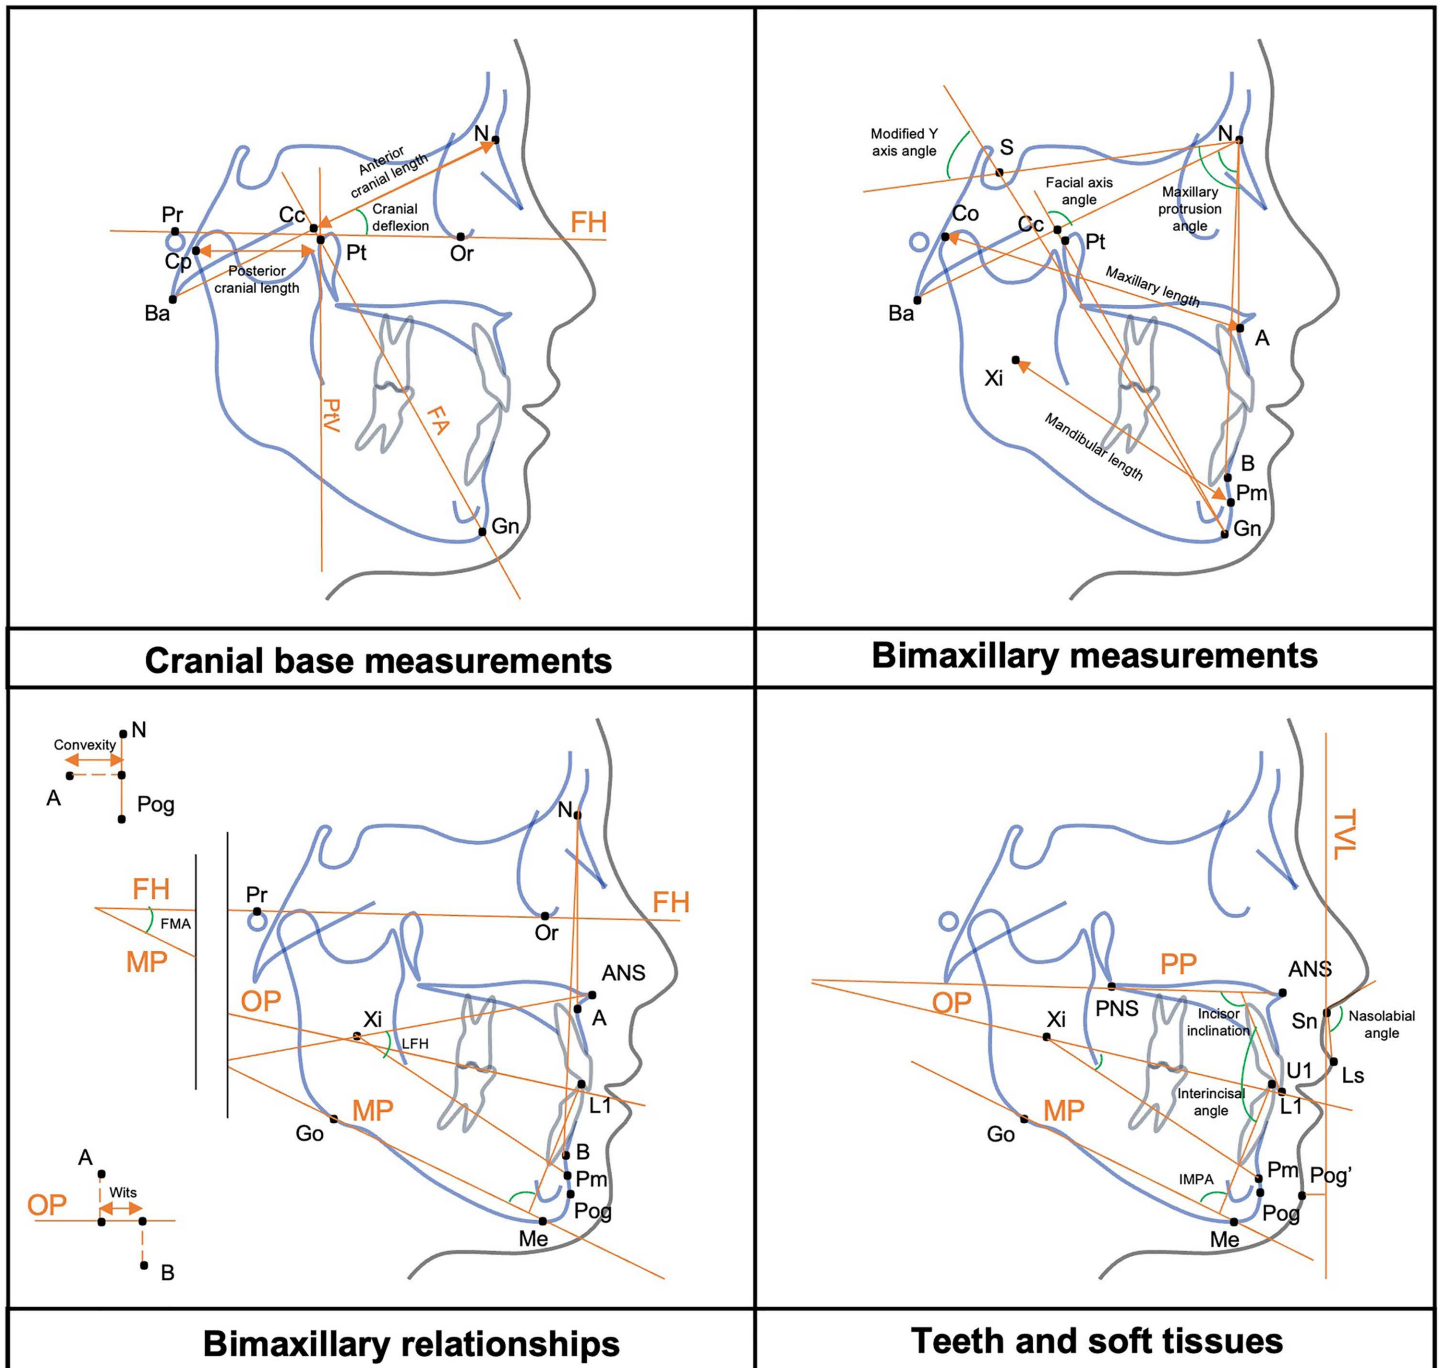 N
Anterior
cranial length
Cc
Cranial
deflexion
Pr
FH
Cp
Pt
Or
Posterior
cranial length
Ba
PtV
FA
Gn
Cranial base measurements
Modified Y
axis angle
S
N
Facial axis
angle
Maxillary
protrusion
angle
Co
Cc
Pt
Maxillary length
Ba
A
Xi
Mandibular length
B
Pm
Gn
Bimaxillary measurements
N
Convexity
A
Pog
FH
FMA
MP
N
Pr
FH
Or
OP
ANS
A
Xi
LFH
L1
MP
Go
B
Pm
Pog
Me
A
Wits
OP
B
Bimaxillary relationships
TVL
PP
ANS
OP
PNS
Xi
Incisor
inclination
Sn
Nasolabial
angle
U1
Ls
L1
Interincisal
angle
MP
Go
IMPA
Pm
Pog’
Pog
Me
Teeth and soft tissues